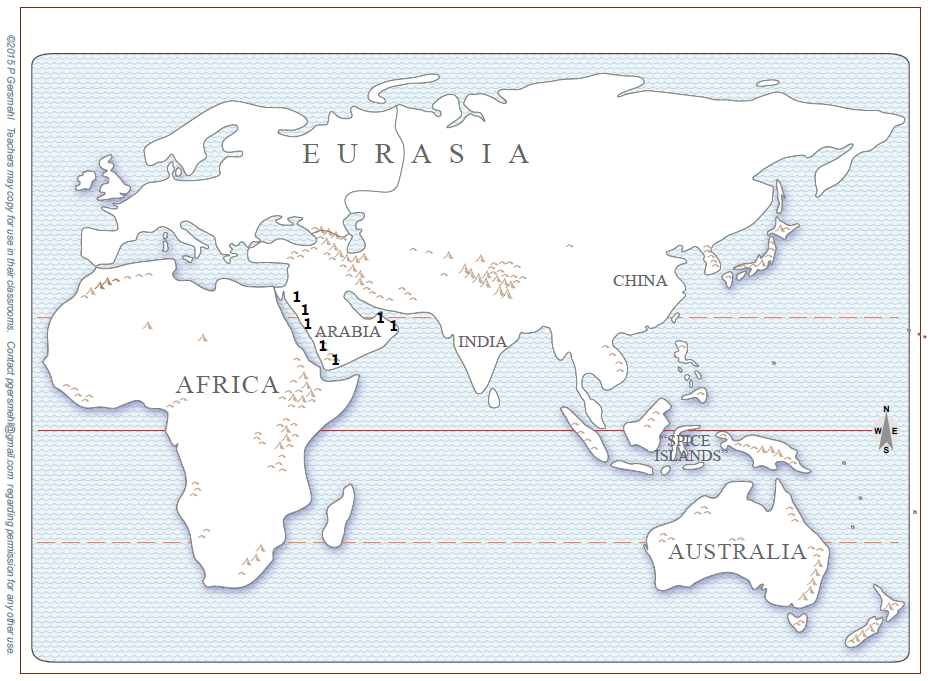 ©2015 P Gersmehl   Teachers may copy for use in their classrooms.   Contact pgersmehl@gmail.com regarding permission for any other use.
E U R A S I A
CHINA
1
1
1
1
1
ARABIA
INDIA
1
1
AFRICA
N
W E
S
"SPICE
ISLANDS"
AUSTRALIA